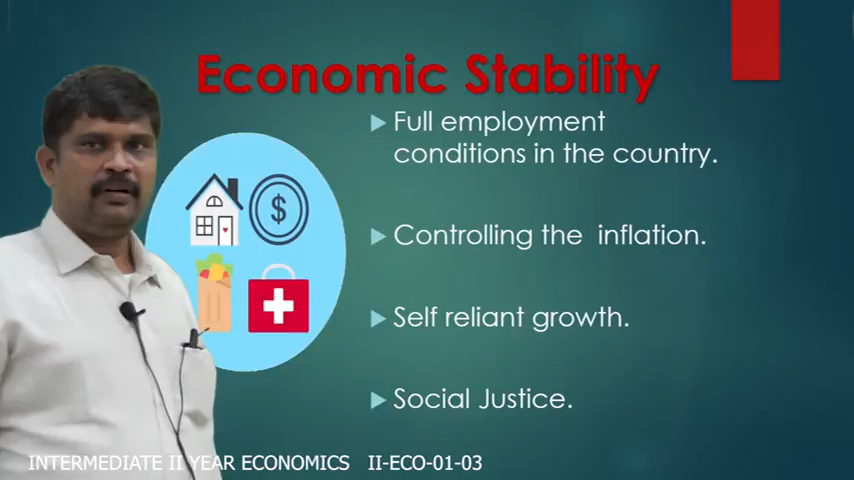 Economic Stability
Full employment
conditions in the country.
Controlling the inflation.
Self reliant growth.
Social Justice.
INTERMEDIATE II YEAR ECONOMICS II-ECO-01-03
$